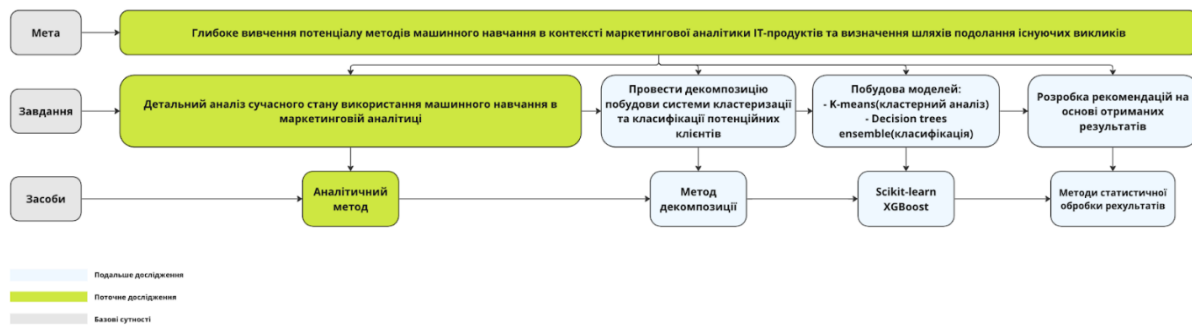 Мета
Глибоке вивчення потенціалу методів машинного навчання в контексті маркетингової аналітики ІТ-продуктів та визначення шляхів подолання існуючих викликів
Завдання
Детальний аналіз сучасного стану використання машинного навчання в
маркетинговій аналітиці
Провести декомпозицію
побудови системи кластеризації
та класифікації потенційних
клієнтів
Побудова моделей:
- K-means(кластерний аналіз)
- Decision trees
ensemble(класифікація)
Розробка рекомендацій на
основі отриманих
результатів
Засоби
Аналітичний
метод
Метод
декомпозиції
Scikit-learn
XGBoost
Методи статистичної
обробки рехультатів
Подальше дослідження
Поточне дослідження
Базові сутності